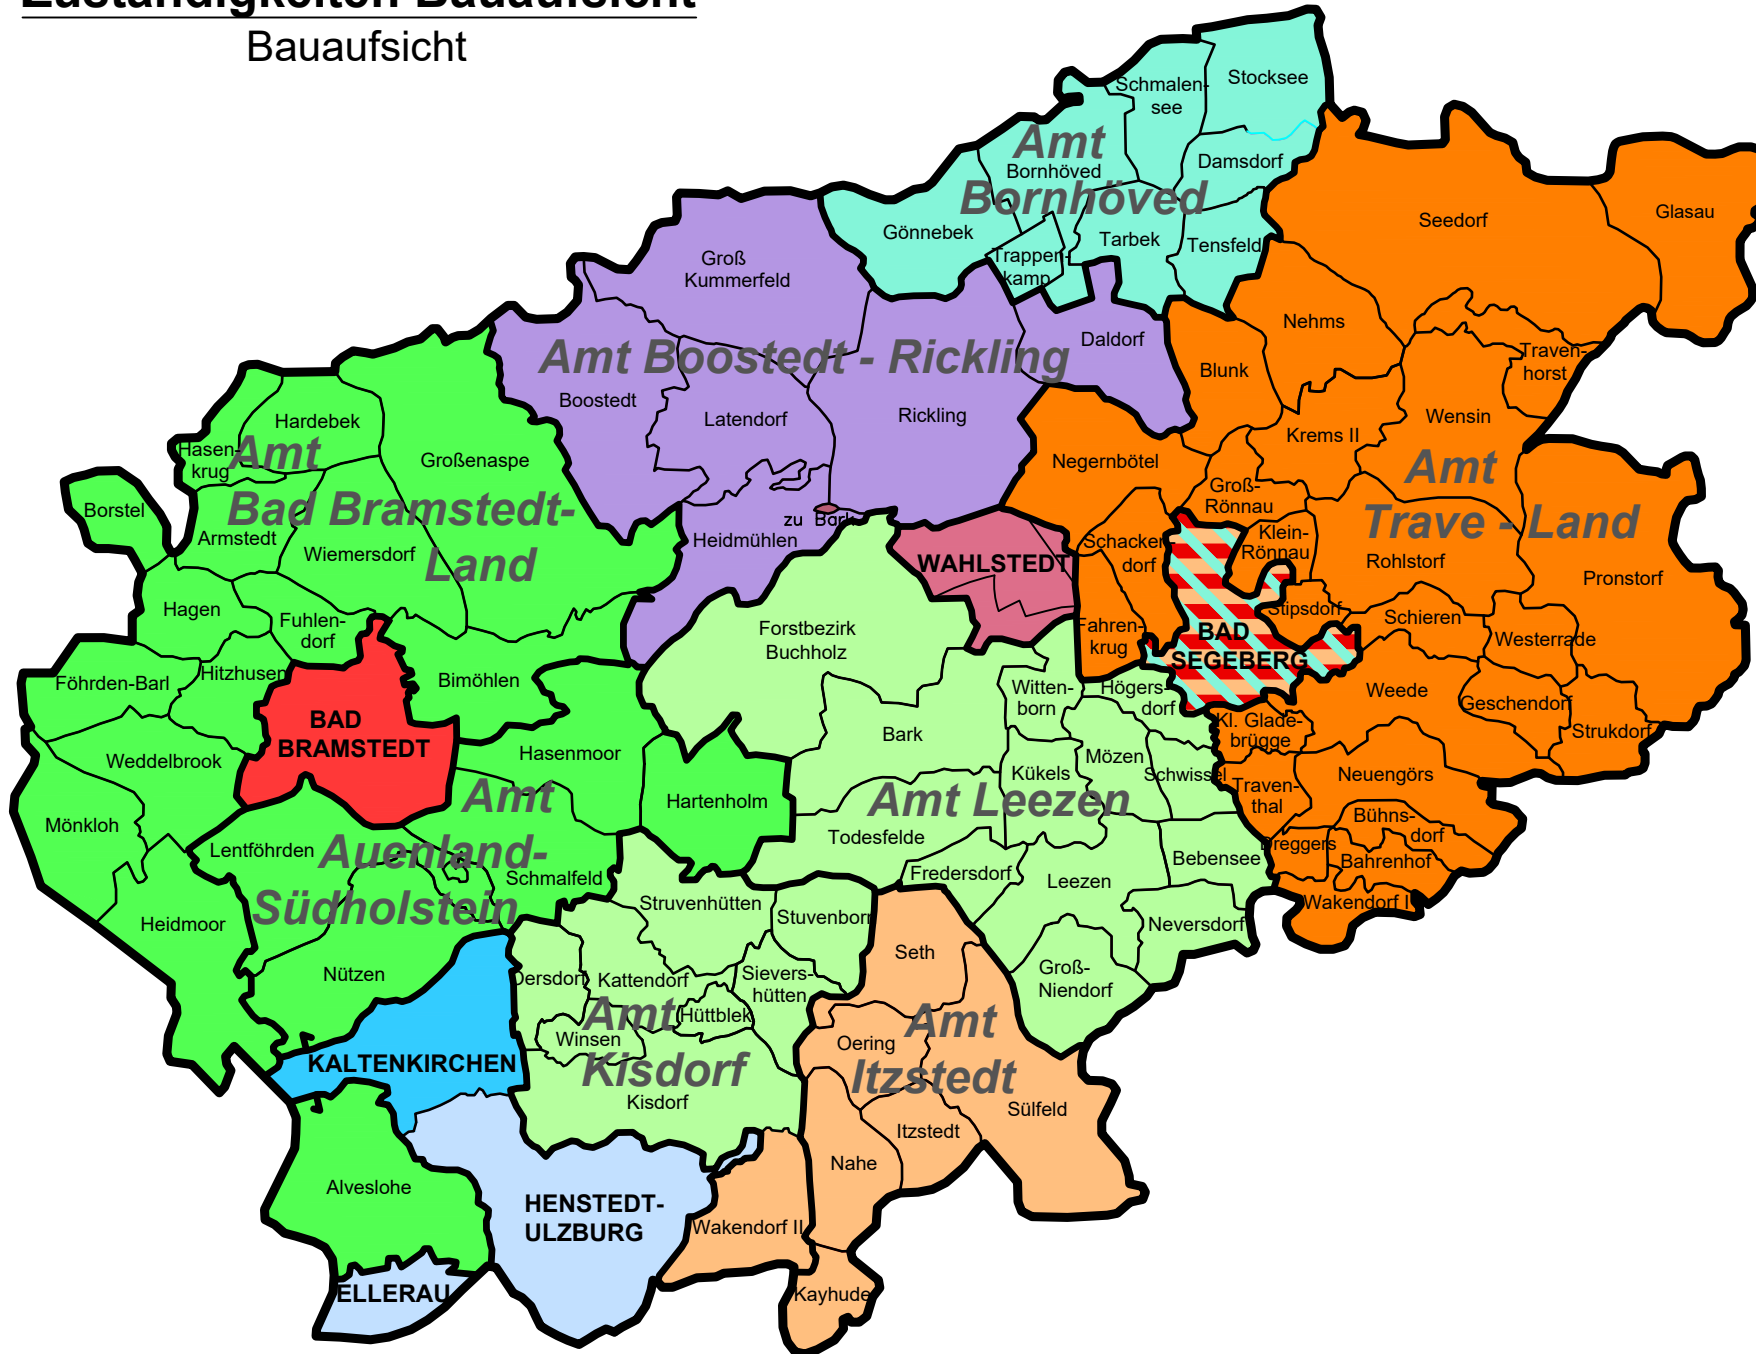 Zuständigkeiten Bauaufsicht
Bauaufsicht
Stocksee
Schmalen-
see
Amt
Bornhöved
Bornhöved
Damsdorf
Gönnebek
Tarbek
Tensfeld
Trappen-
kamp
Seedorf
Glasau
Groß
Kummerfeld
Daldorf
Nehms
Amt Boostedt - Rickling
Boostedt
Latendorf
Rickling
Blunk
Traven-
horst
Wensin
Krems II
Hardebek
Hasen-
krug
Amt
Bad Bramstedt-
Land
Großenaspe
Borstel
Armstedt
Wiemersdorf
Negernbötel
Groß-
Rönnau
Amt
Trave - Land
Klein-
Rönnau
Rohlstorf
Pronstorf
zu Bark
Heidmühlen
WAHLSTEDT
Schacken-
dorf
Hagen
Fuhlen-
dorf
Stipsdorf
Schieren
Westerrade
Fahren-
krug
BAD
SEGEBERG
Forstbezirk
Buchholz
Föhrden-Barl
Hitzhusen
Bimöhlen
Witten-
born
Högers-
dorf
Weede
Geschendorf
Strukdorf
BAD
BRAMSTEDT
Kl. Glade-
brügge
Weddelbrook
Hasenmoor
Bark
Mözen
Kükels
Schwissel
Neuengörs
Traven-
thal
Hartenholm
Amt Leezen
Mönkloh
Amt
Auenland-
Südholstein
Todesfelde
Bühns-
dorf
Dreggers
Bahrenhof
Lentföhrden
Schmalfeld
Fredersdorf
Leezen
Bebensee
Wakendorf I
Heidmoor
Struvenhütten
Stuvenborn
Neversdorf
Nützen
Seth
Groß-
Niendorf
Oersdorf
Kattendorf
Sievers-
hütten
Hüttblek
Winsen
Amt
Kisdorf
Kisdorf
Oering
Amt
Itzstedt
KALTENKIRCHEN
Sülfeld
Itzstedt
Nahe
Alveslohe
HENSTEDT-
ULZBURG
Wakendorf II
ELLERAU
Kayhude